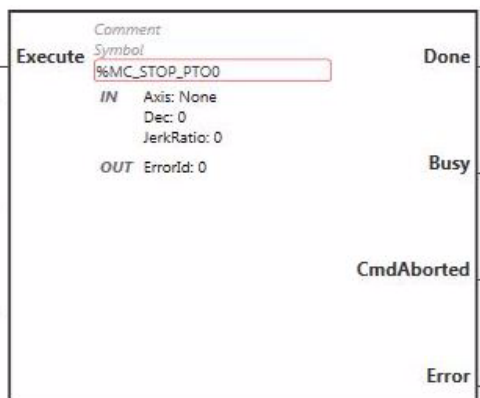 Comment
Execute Symbol Done
%MC_STOP_PTO0
IN Axis: None
Dec: 0
JerkRatio: 0
OUT ErrorId: 0
Busy
CmdAborted
Error